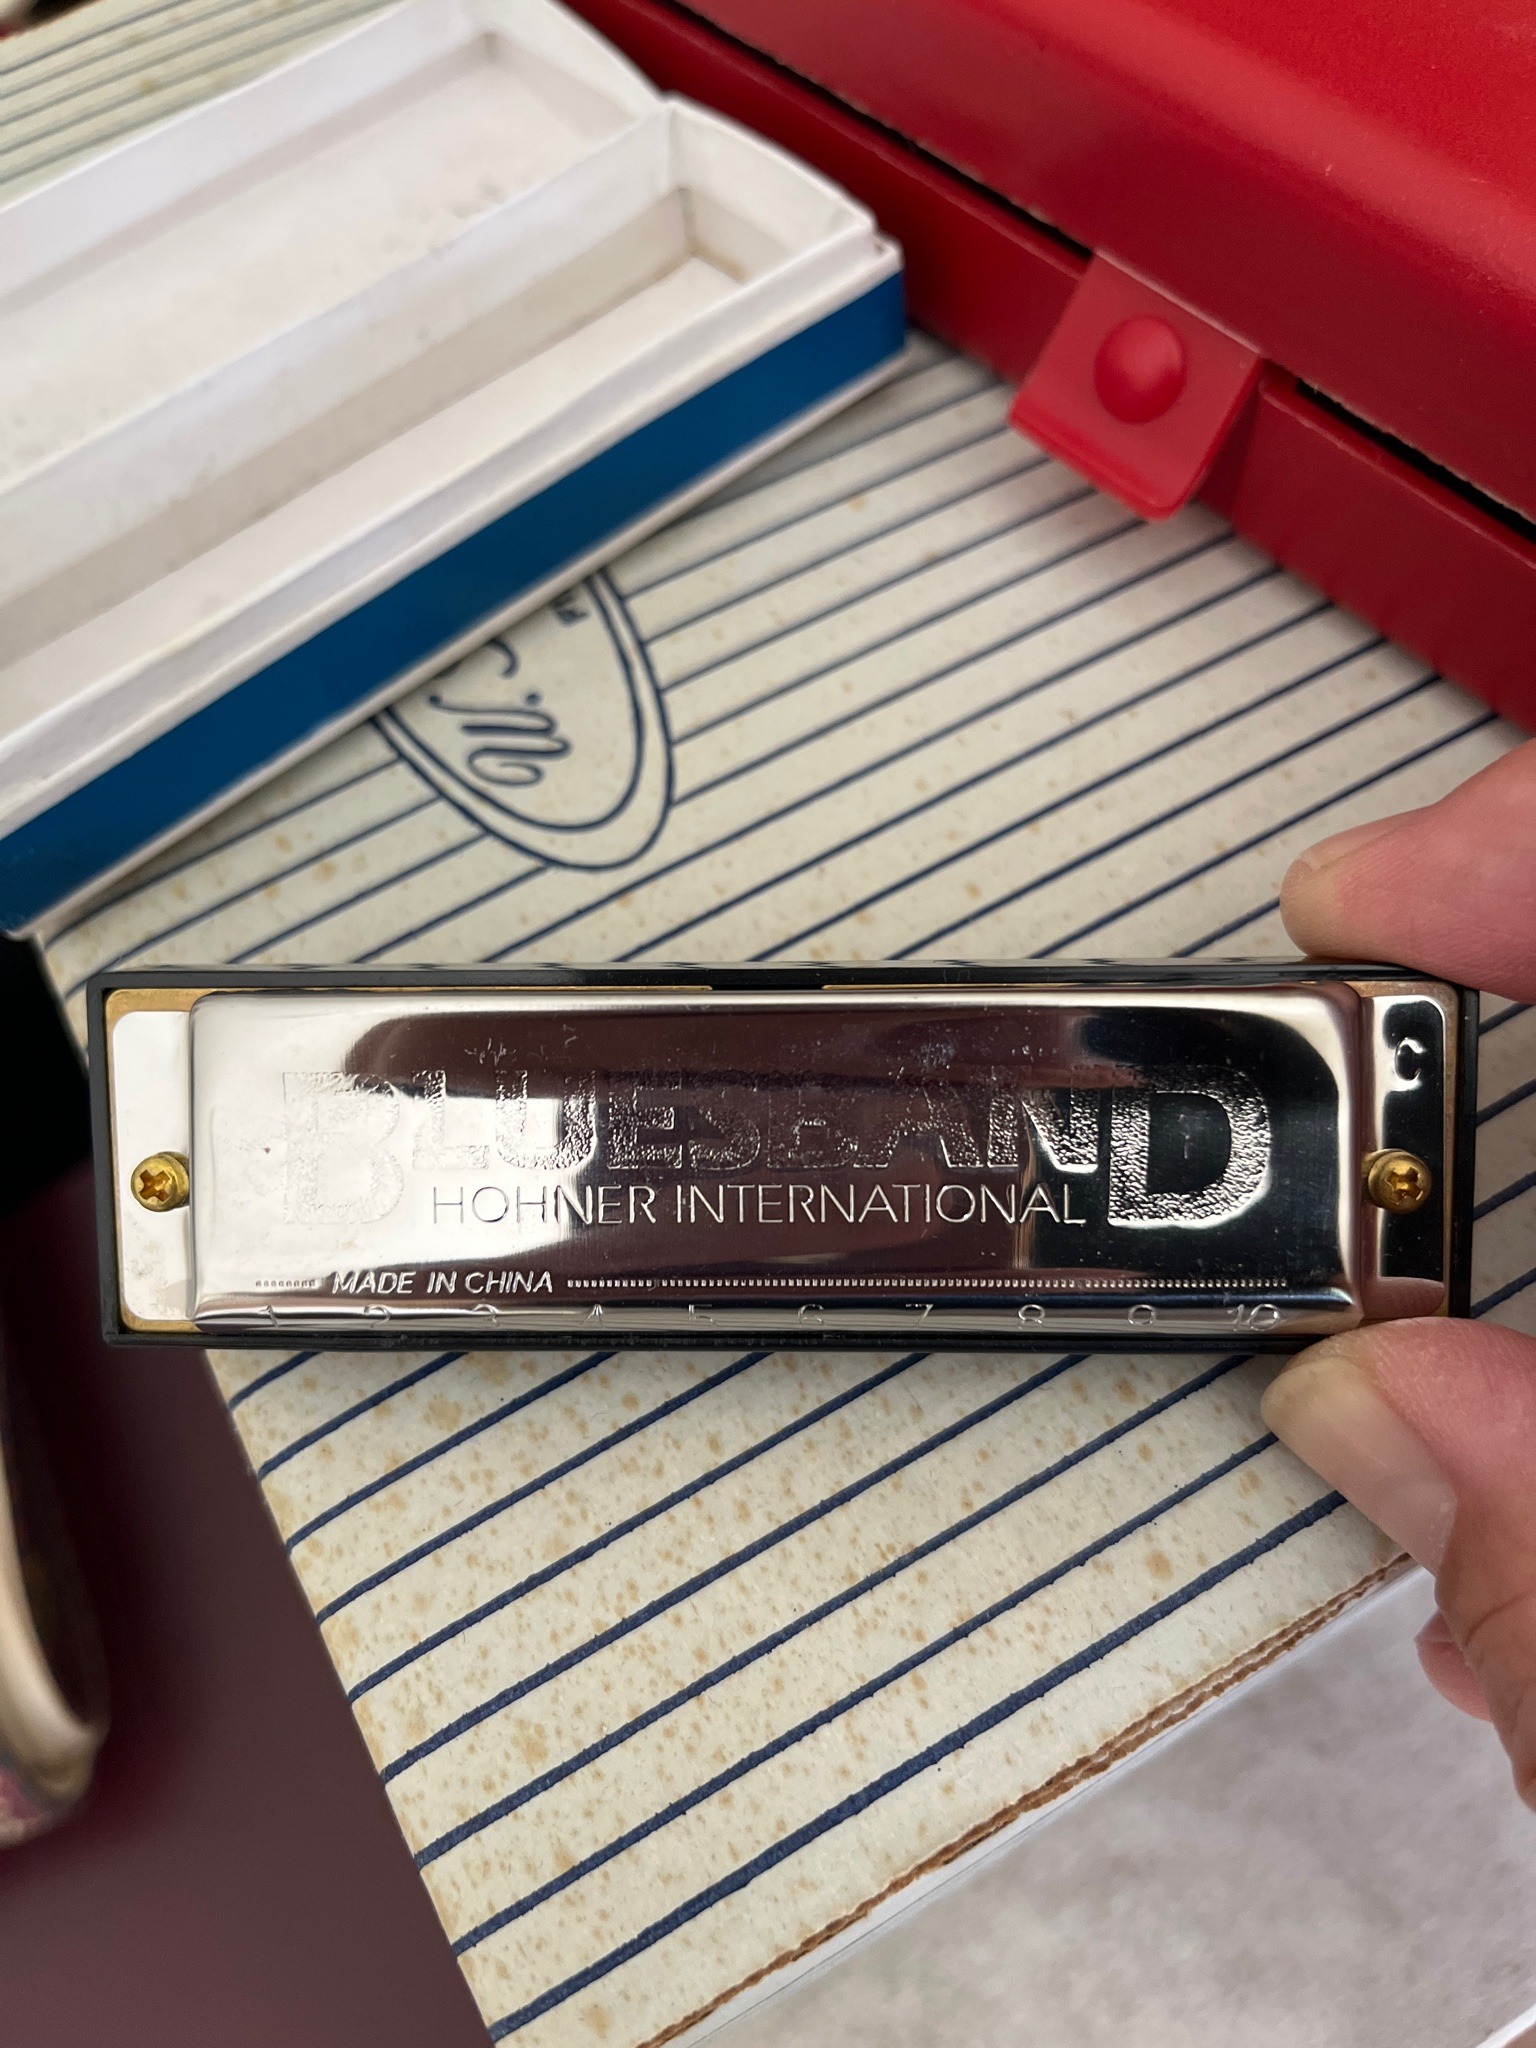 C
BLUESBAND
HOHNER INTERNATIONAL
MADE IN CHINA
1 2 3 4 5 6 7 8 9 10